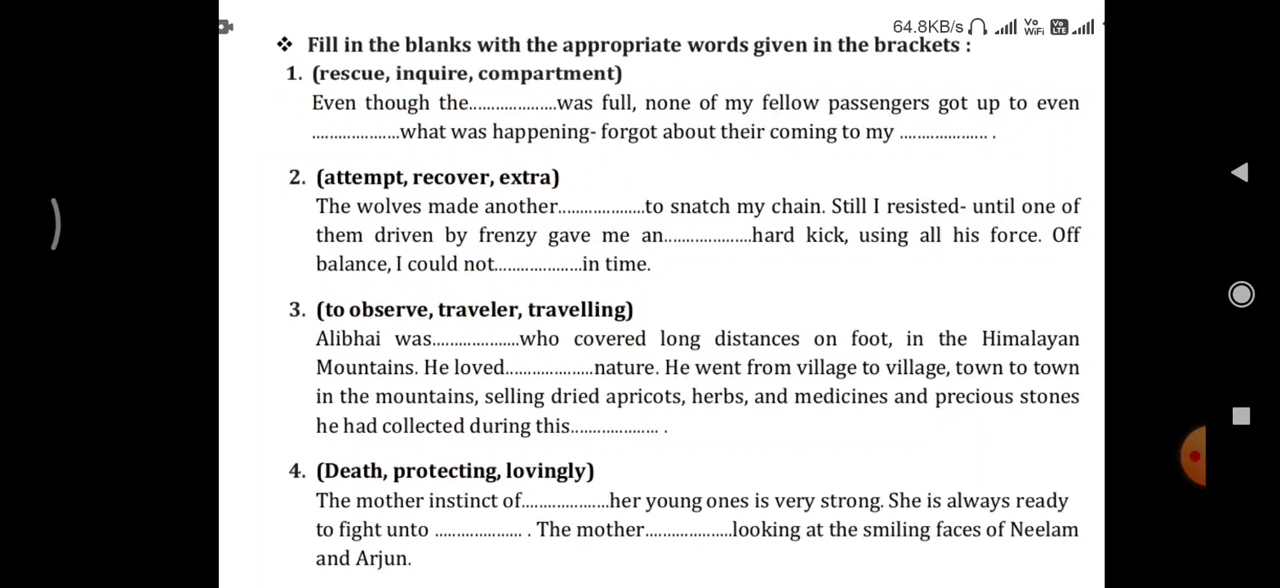 64.8KB/s Vo WiFi Vo LTE
❖ Fill in the blanks with the appropriate words given in the brackets :
1. (rescue, inquire, compartment)
Even though the....................was full, none of my fellow passengers got up to even
....................what was happening- forgot about their coming to my .................... .
2. (attempt, recover, extra)
The wolves made another....................to snatch my chain. Still I resisted- until one of
them driven by frenzy gave me an....................hard kick, using all his force. Off
balance, I could not....................in time.
3. (to observe, traveler, travelling)
Alibhai was....................who covered long distances on foot, in the Himalayan
Mountains. He loved....................nature. He went from village to village, town to town
in the mountains, selling dried apricots, herbs, and medicines and precious stones
he had collected during this.................... .
4. (Death, protecting, lovingly)
The mother instinct of....................her young ones is very strong. She is always ready
to fight unto .................... . The mother....................looking at the smiling faces of Neelam
and Arjun.